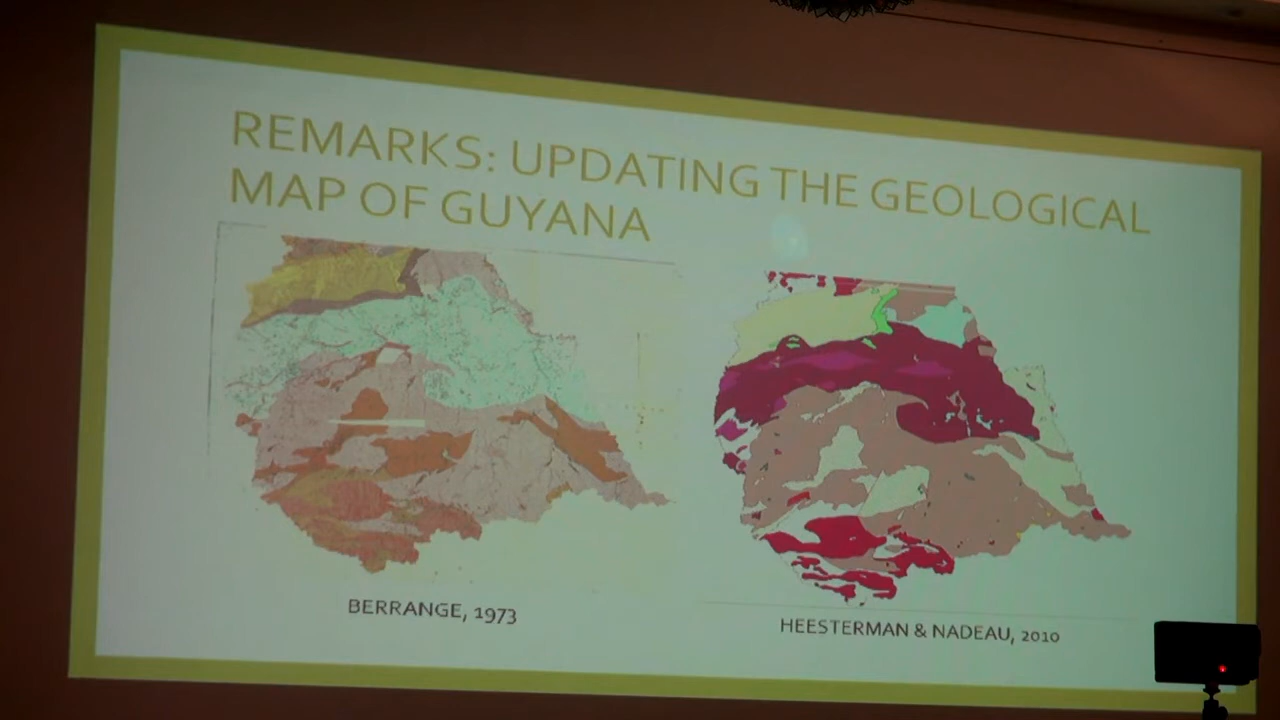 REMARKS: UPDATING THE GEOLOGICAL
MAP OF GUYANA
BERRANGE, 1973
HEESTERMAN & NADEAU, 2010